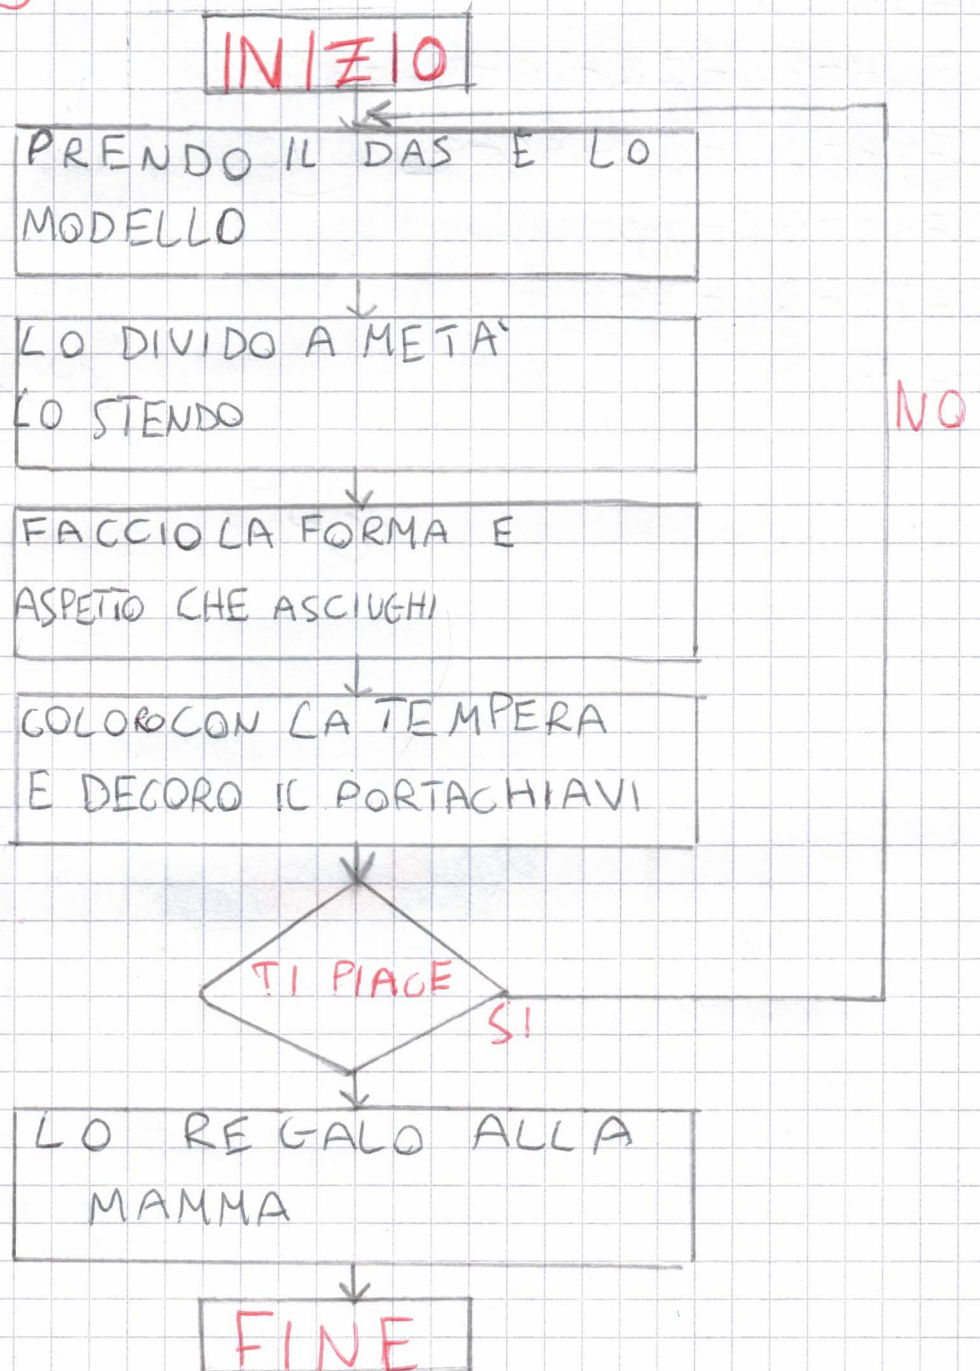 INIZIO
PRENDO IL DAS E LO
MODELLO
LO DIVIDO A METÀ
LO STENDO
NO
FACCIO LA FORMA E
ASPETTO CHE ASCIUGHI
COLORO CON LA TEMPERA
E DECORO IL PORTACHIAVI
TI PIACE
SI
LO REGALO ALLA
MAMMA
FINE